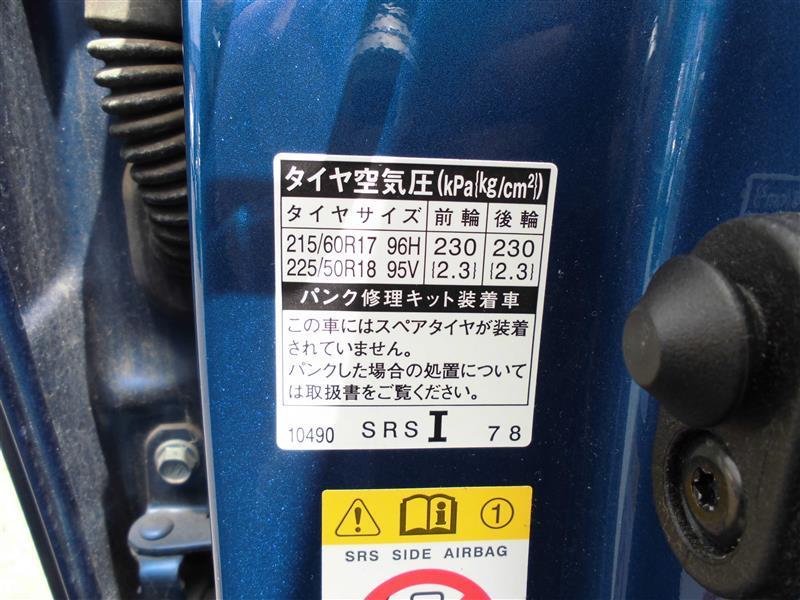 タイヤ空気圧(kPa{kg/cm²})
タイヤサイズ 前輪 後輪
215/60R17 96H 230 230
225/50R18 95V {2.3} {2.3}
パンク修理キット装着車
この車にはスペアタイヤが装着
されていません。
パンクした場合の処置について
は取扱書をご覧ください。
10490 SRS I 78
1
SRS SIDE AIRBAG